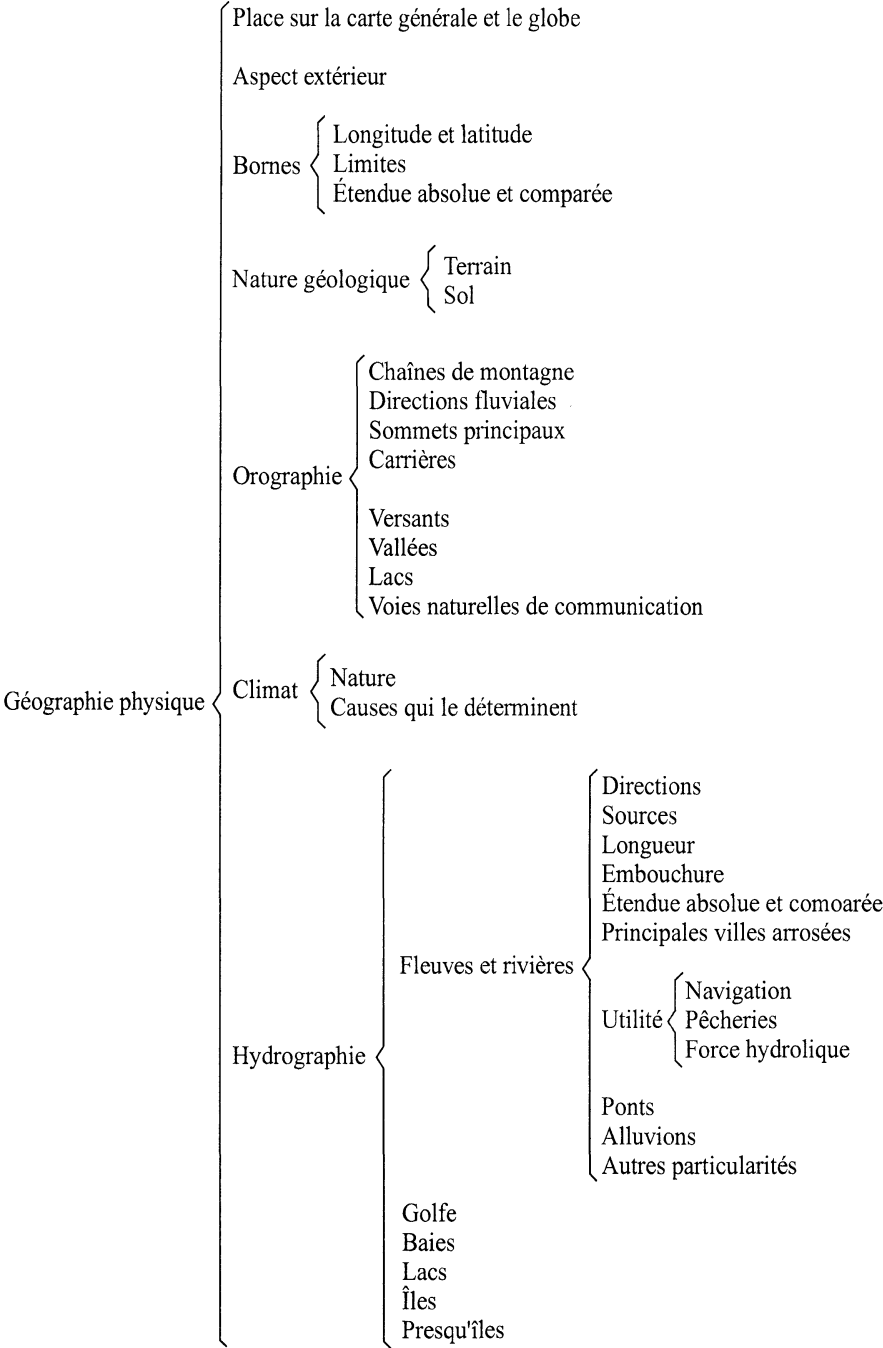 Place sur la carte générale et le globe
Aspect extérieur
Bornes
Longitude et latitude
Limites
Étendue absolue et comparée
Nature géologique
Terrain
Sol
Orographie
Chaînes de montagne
Directions fluviales
Sommets principaux
Carrières
Versants
Vallées
Lacs
Voies naturelles de communication
Géographie physique
Climat
Nature
Causes qui le déterminent
Hydrographie
Fleuves et rivières
Directions
Sources
Longueur
Embouchure
Étendue absolue et comoarée
Principales villes arrosées
Utilité
Navigation
Pêcheries
Force hydrolique
Ponts
Alluvions
Autres particularités
Golfe
Baies
Lacs
Îles
Presqu'îles